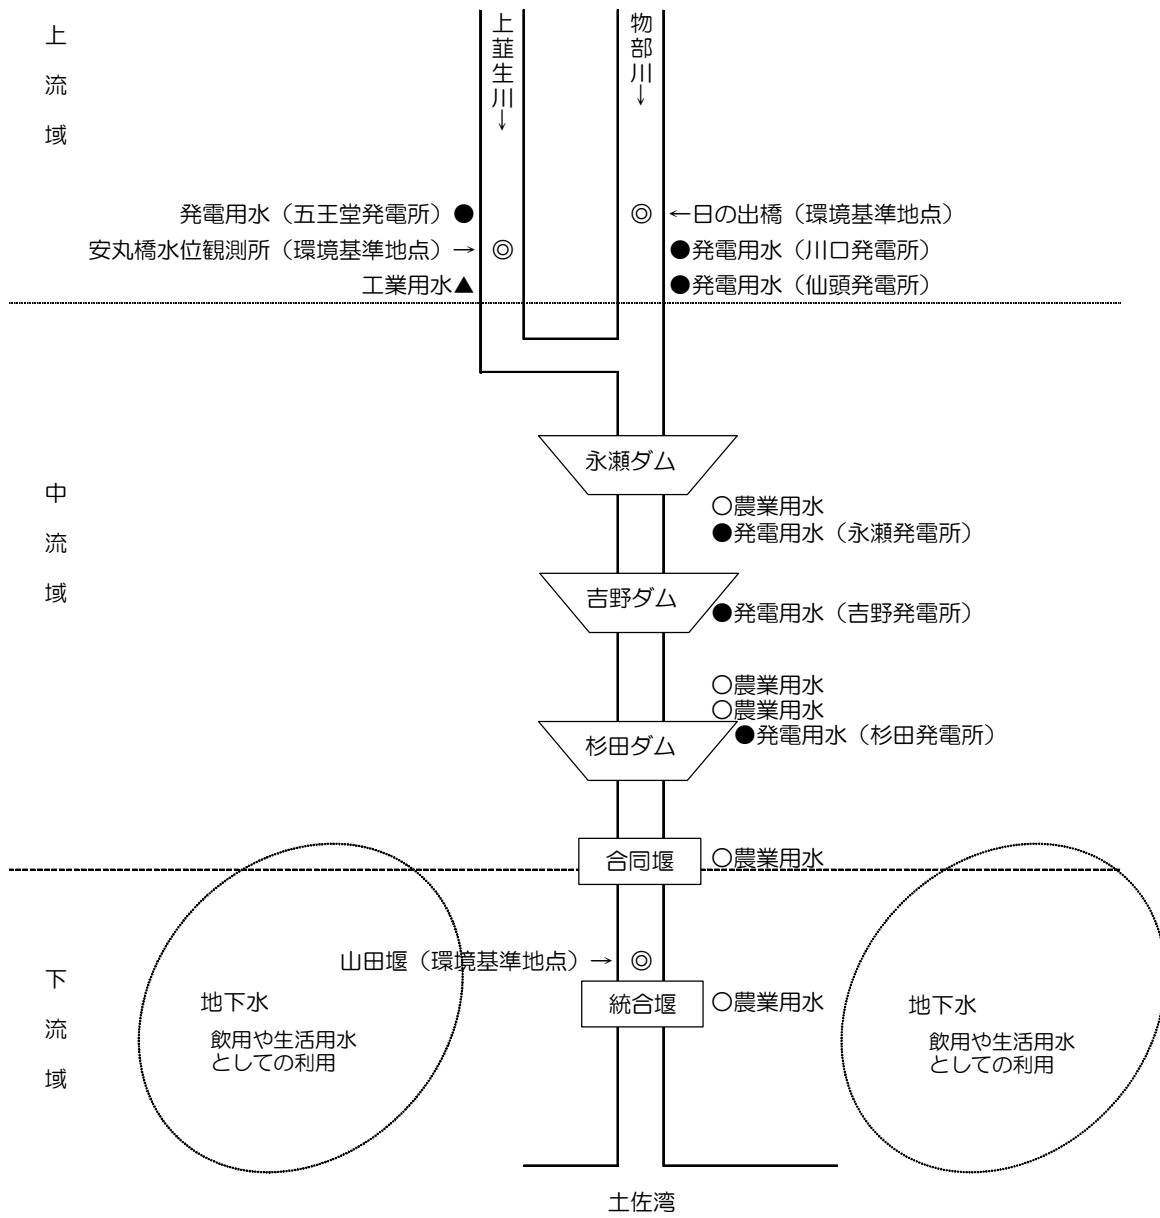 上流域
上韮生川→
物部川→
発電用水（五王堂発電所）●
◎ ←日の出橋（環境基準地点）
安丸橋水位観測所（環境基準地点）→ ◎
●発電用水（川口発電所）
工業用水▲
●発電用水（仙頭発電所）
中流域
永瀬ダム
○農業用水
●発電用水（永瀬発電所）
吉野ダム
●発電用水（吉野発電所）
○農業用水
○農業用水
杉田ダム
●発電用水（杉田発電所）
合同堰
○農業用水
下流域
山田堰（環境基準地点）→ ◎
統合堰
○農業用水
地下水
飲用や生活用水
としての利用
地下水
飲用や生活用水
としての利用
土佐湾